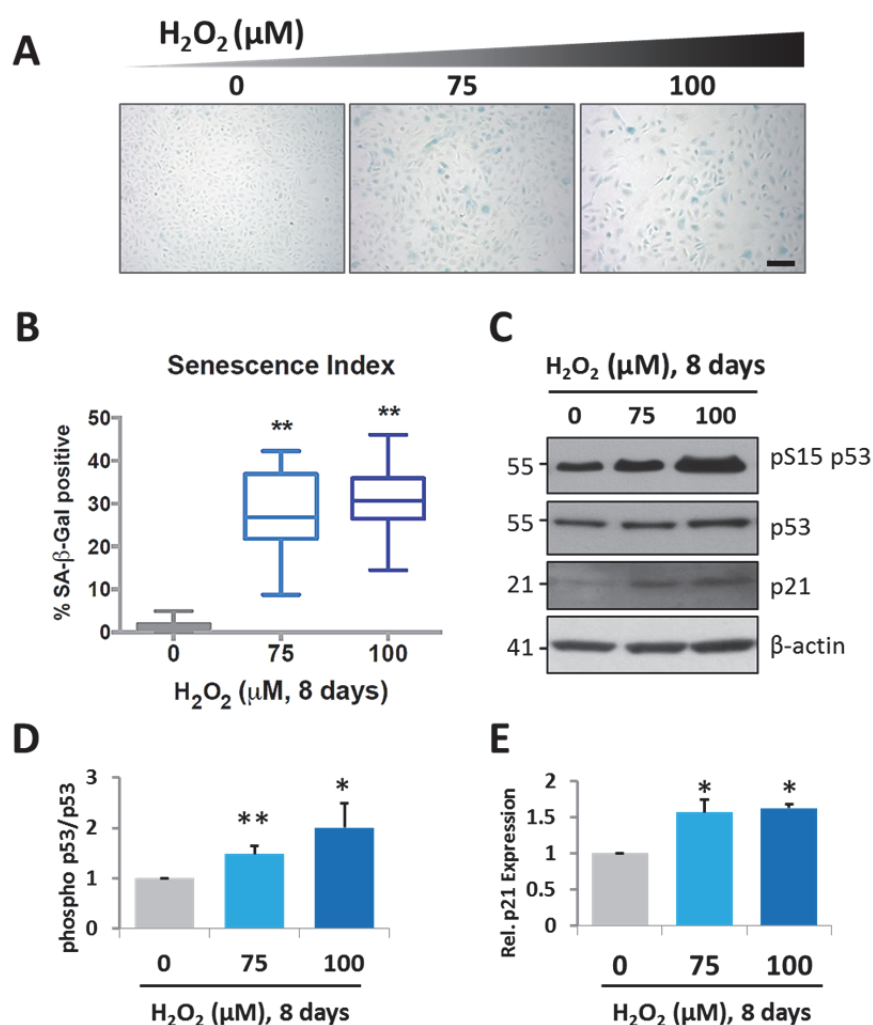 A
H₂O₂ (μM)
0 75 100
B
Senescence Index
% SA-β-Gal positive
50
40
30
20
10
0
** **
0 75 100
H₂O₂ (μM, 8 days)
C
H₂O₂ (μM), 8 days
0 75 100
55 pS15 p53
55 p53
21 p21
41 β-actin
D
phospho p53/p53
3
2
1
0
** *
0 75 100
H₂O₂ (μM), 8 days
E
Rel. p21 Expression
2
1.5
1
0.5
0
* *
0 75 100
H₂O₂ (μM), 8 days